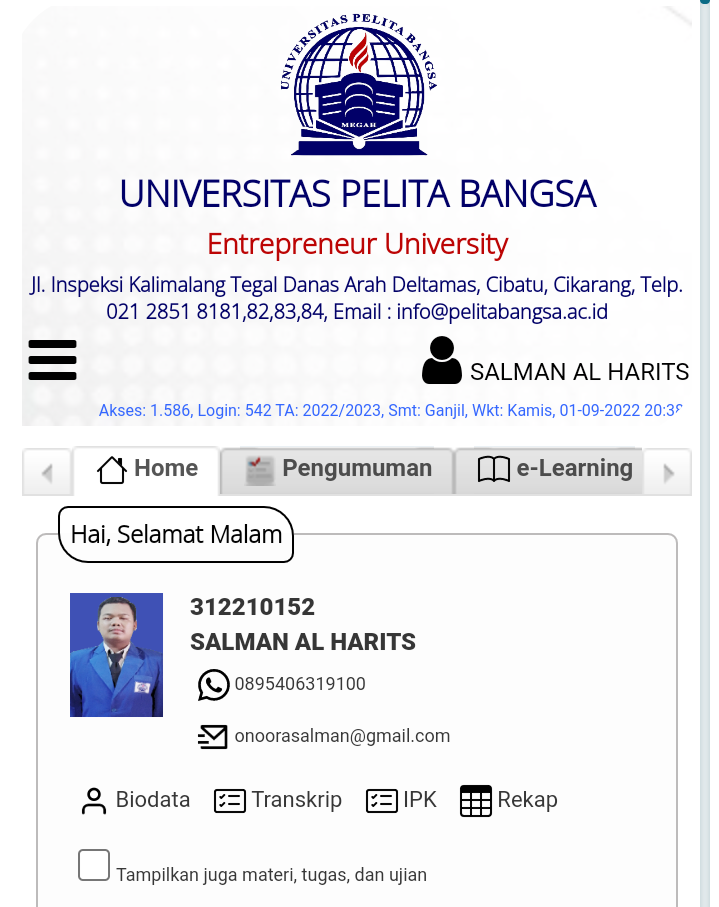 UNIVERSITAS PELITA BANGSA
MEGAH
UNIVERSITAS PELITA BANGSA
Entrepreneur University
Jl. Inspeksi Kalimalang Tegal Danas Arah Deltamas, Cibatu, Cikarang, Telp.
021 2851 8181,82,83,84, Email : info@pelitabangsa.ac.id
SALMAN AL HARITS
Akses: 1.586, Login: 542 TA: 2022/2023, Smt: Ganjil, Wkt: Kamis, 01-09-2022 20:38
Home Pengumuman e-Learning
Hai, Selamat Malam
312210152
SALMAN AL HARITS
0895406319100
onoorasalman@gmail.com
Biodata Transkrip IPK Rekap
Tampilkan juga materi, tugas, dan ujian